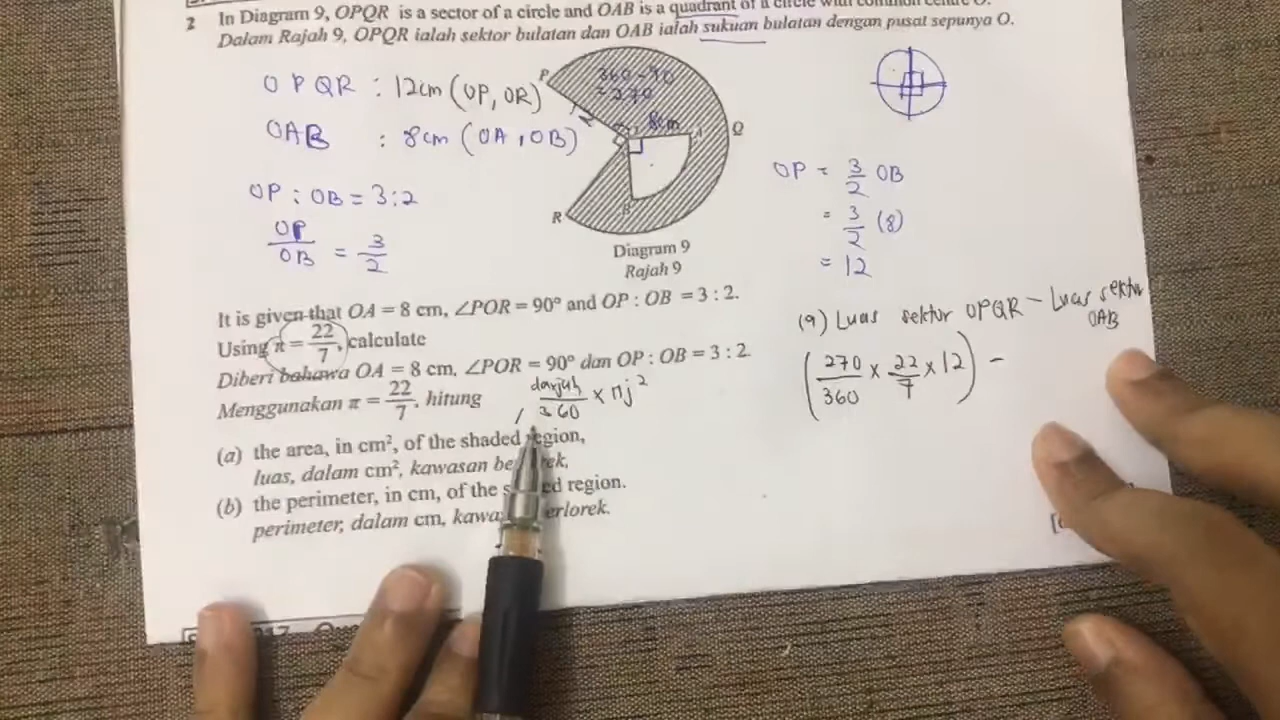 2 In Diagram 9, OPQR is a sector of a circle and OAB is a quadrant of a circle with common centre O.
Dalam Rajah 9, OPQR ialah sektor bulatan dan OAB ialah sukuan bulatan dengan pusat sepunya O.
OPQR : 12cm (OP, OR)
OAB : 8cm (OA, OB)
OP : OB = 3:2
OP/OB = 3/2
P
360-90
= 270
12
8cm
O
A
Q
B
R
Diagram 9
Rajah 9
OP = 3/2 OB
= 3/2 (8)
= 12
It is given that OA = 8 cm, ∠POR = 90° and OP : OB = 3 : 2.
Using π = 22/7, calculate
Diberi bahawa OA = 8 cm, ∠POR = 90° dan OP : OB = 3 : 2.
Menggunakan π = 22/7, hitung
darjah/360 × πj²
(a) the area, in cm², of the shaded region,
luas, dalam cm², kawasan
(b) the perimeter, in cm, of the shaded region.
perimeter, dalam cm,
(a) Luas sektor OPQR - Luas sektor OAB
(270/360 × 22/7 × 12) -